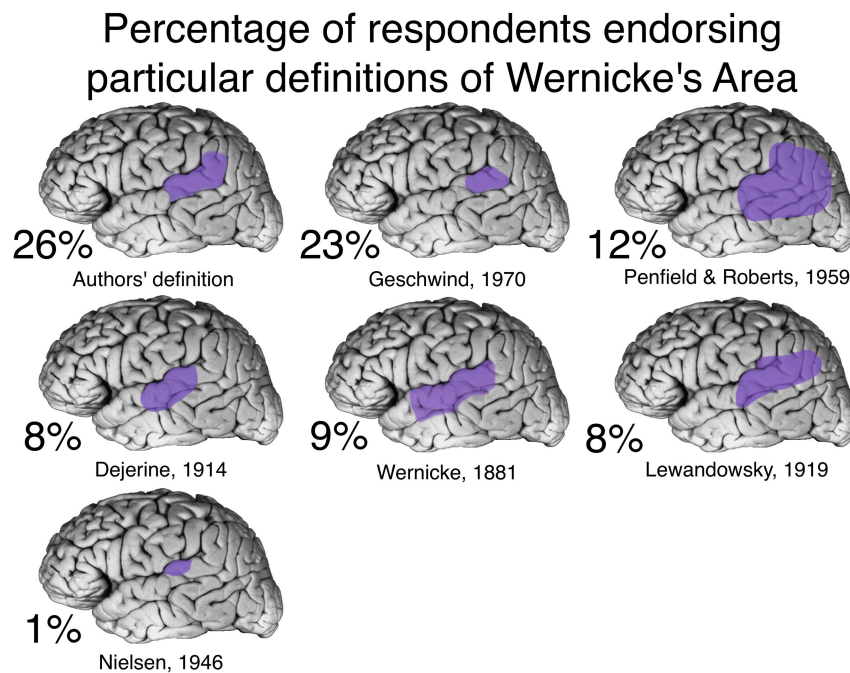 Percentage of respondents endorsing
particular definitions of Wernicke's Area
26%
Authors' definition
23%
Geschwind, 1970
12%
Penfield & Roberts, 1959
8%
Dejerine, 1914
9%
Wernicke, 1881
8%
Lewandowsky, 1919
1%
Nielsen, 1946